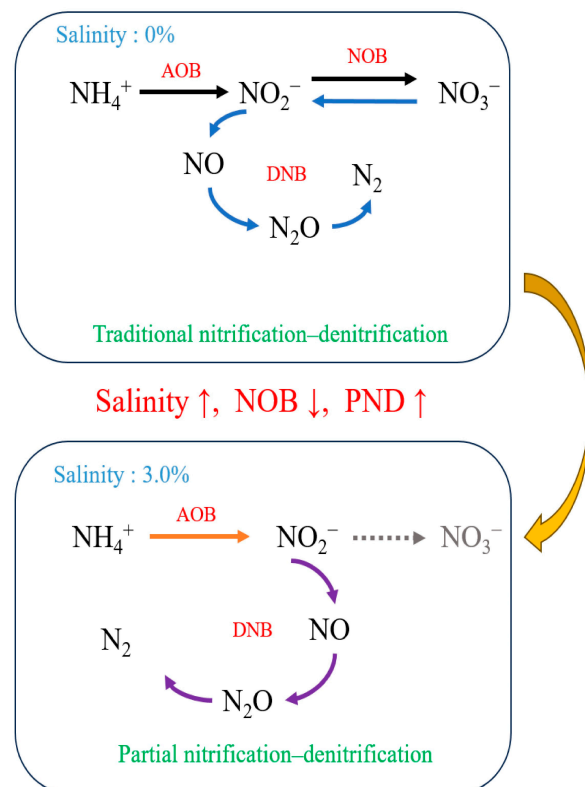 Salinity : 0%
AOB
NOB
NH₄⁺ NO₂⁻ NO₃⁻
NO DNB N₂
N₂O
Traditional nitrification–denitrification
Salinity ↑, NOB ↓, PND ↑
Salinity : 3.0%
AOB
NH₄⁺ NO₂⁻ NO₃⁻
N₂ DNB NO
N₂O
Partial nitrification–denitrification